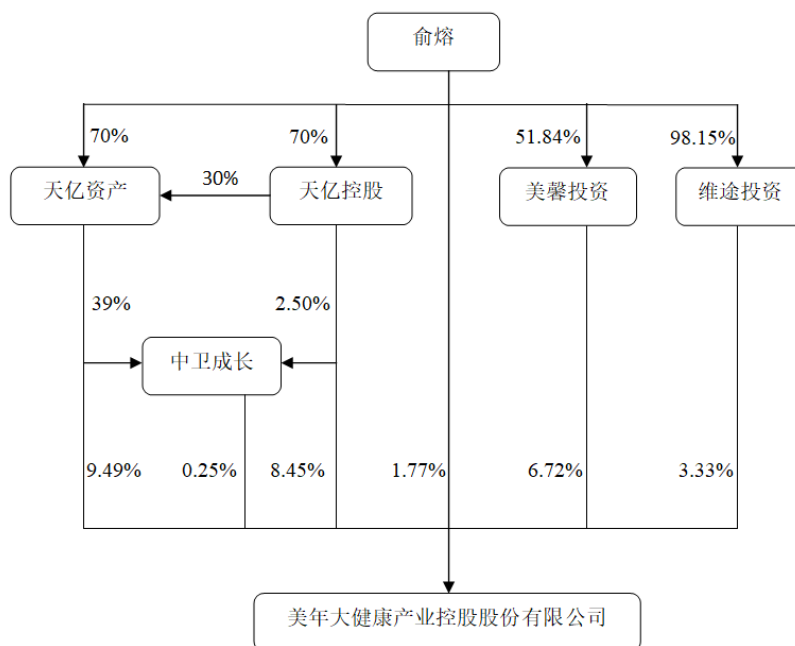 俞熔
70%
70%
51.84%
98.15%
天亿资产
30%
天亿控股
美馨投资
维途投资
39%
2.50%
中卫成长
9.49%
0.25%
8.45%
1.77%
6.72%
3.33%
美年大健康产业控股股份有限公司